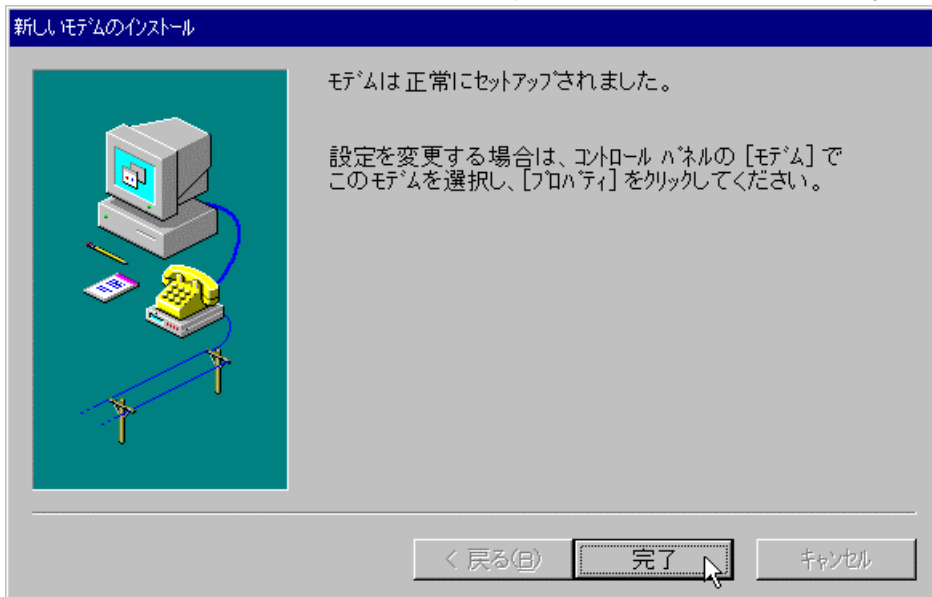 新しいﾓﾃﾞﾑのｲﾝｽﾄｰﾙ
ﾓﾃﾞﾑは正常にｾｯﾄｱｯﾌﾟされました。
設定を変更する場合は、ｺﾝﾄﾛｰﾙ ﾊﾟﾈﾙの [ﾓﾃﾞﾑ] で
このﾓﾃﾞﾑを選択し、[ﾌﾟﾛﾊﾟﾃｨ] をｸﾘｯｸしてください。
< 戻る(B)
完了
ｷｬﾝｾﾙ